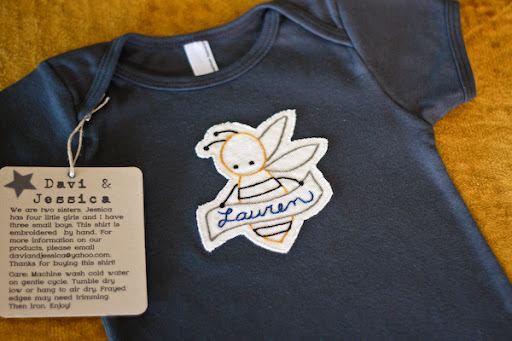 Davi &
Jessica
We are two sisters. Jessica
has four little girls and I have
three small boys. This shirt is
embroidered by hand. For
more information on our
products, please email
daviandjessica@yahoo.com.
Thanks for buying this shirt!
Care: Machine wash cold water
on gentle cycle. Tumble dry
low or hang to air dry. Frayed
edges may need trimming.
Then iron. Enjoy!
Lauren